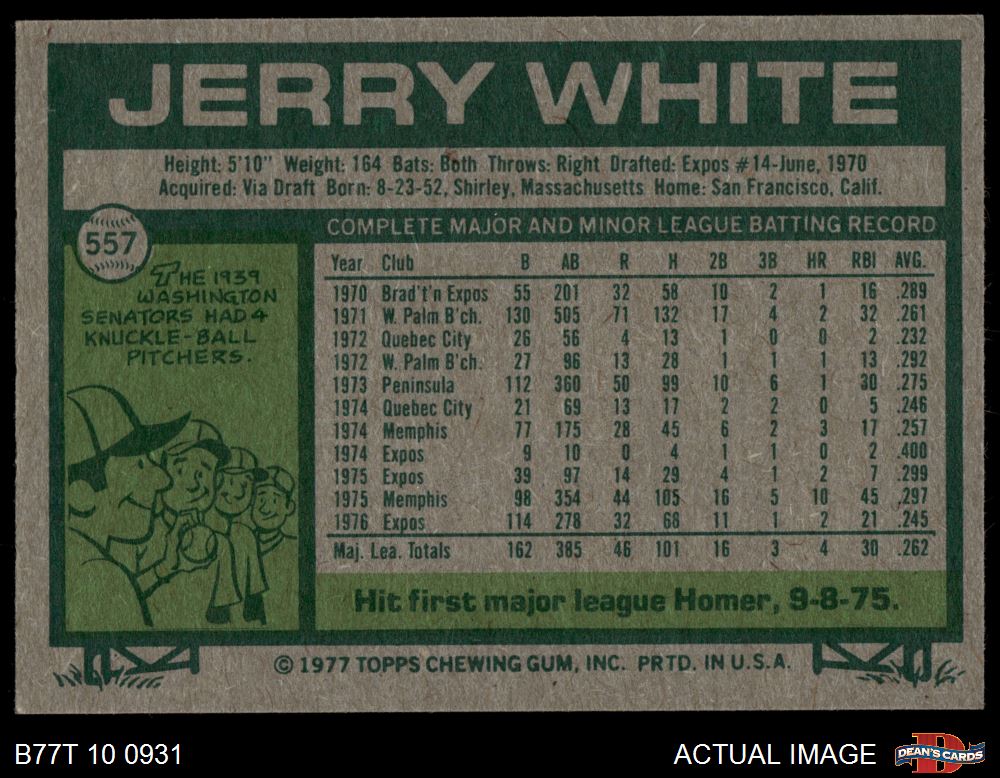 JERRY WHITE
Height: 5'10" Weight: 164 Bats: Both Throws: Right Drafted: Expos #14-June, 1970
Acquired: Via Draft Born: 8-23-52, Shirley, Massachusetts Home: San Francisco, Calif.
557
THE 1939
WASHINGTON
SENATORS HAD 4
KNUCKLE-BALL
PITCHERS.
COMPLETE MAJOR AND MINOR LEAGUE BATTING RECORD
Year Club B AB R H 2B 3B HR RBI AVG.
1970 Brad't'n Expos 55 201 32 58 10 2 1 16 .289
1971 W. Palm B'ch. 130 505 71 132 17 4 2 32 .261
1972 Quebec City 26 56 4 13 1 0 0 2 .232
1972 W. Palm B'ch. 27 96 13 28 1 1 1 13 .292
1973 Peninsula 112 360 50 99 10 6 1 30 .275
1974 Quebec City 21 69 13 17 2 2 0 5 .246
1974 Memphis 77 175 28 45 6 2 3 17 .257
1974 Expos 9 10 0 4 1 1 0 2 .400
1975 Expos 39 97 14 29 4 1 2 7 .299
1975 Memphis 98 354 44 105 16 5 10 45 .297
1976 Expos 114 278 32 68 11 1 2 21 .245
Maj. Lea. Totals 162 385 46 101 16 3 4 30 .262
Hit first major league Homer, 9-8-75.
© 1977 TOPPS CHEWING GUM, INC. PRTD. IN U.S.A.
B77T 10 0931
ACTUAL IMAGE
DEAN'S CARDS